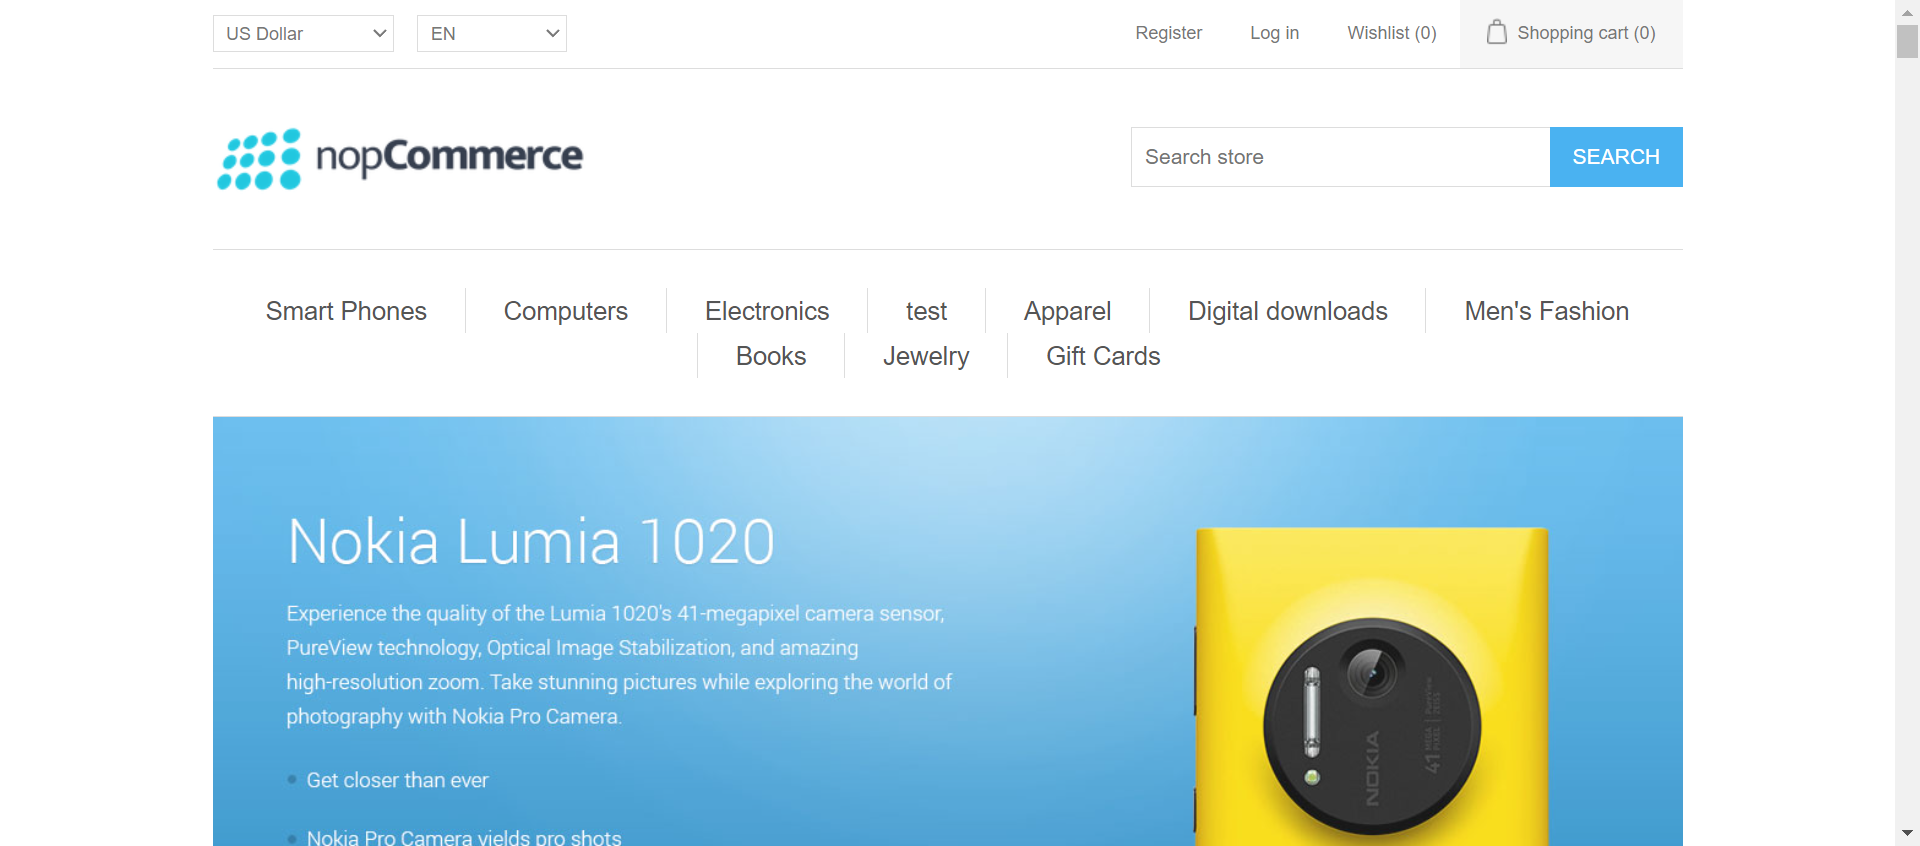 US Dollar
EN
Register
Log in
Wishlist (0)
Shopping cart (0)
nopCommerce
Search store
SEARCH
Smart Phones
Computers
Electronics
test
Apparel
Digital downloads
Men's Fashion
Books
Jewelry
Gift Cards
Nokia Lumia 1020
Experience the quality of the Lumia 1020's 41-megapixel camera sensor,
PureView technology, Optical Image Stabilization, and amazing
high-resolution zoom. Take stunning pictures while exploring the world of
photography with Nokia Pro Camera.
Get closer than ever
Nokia Pro Camera yields pro shots
NOKIA
41 MEGA PIXEL
PureView
ZEISS